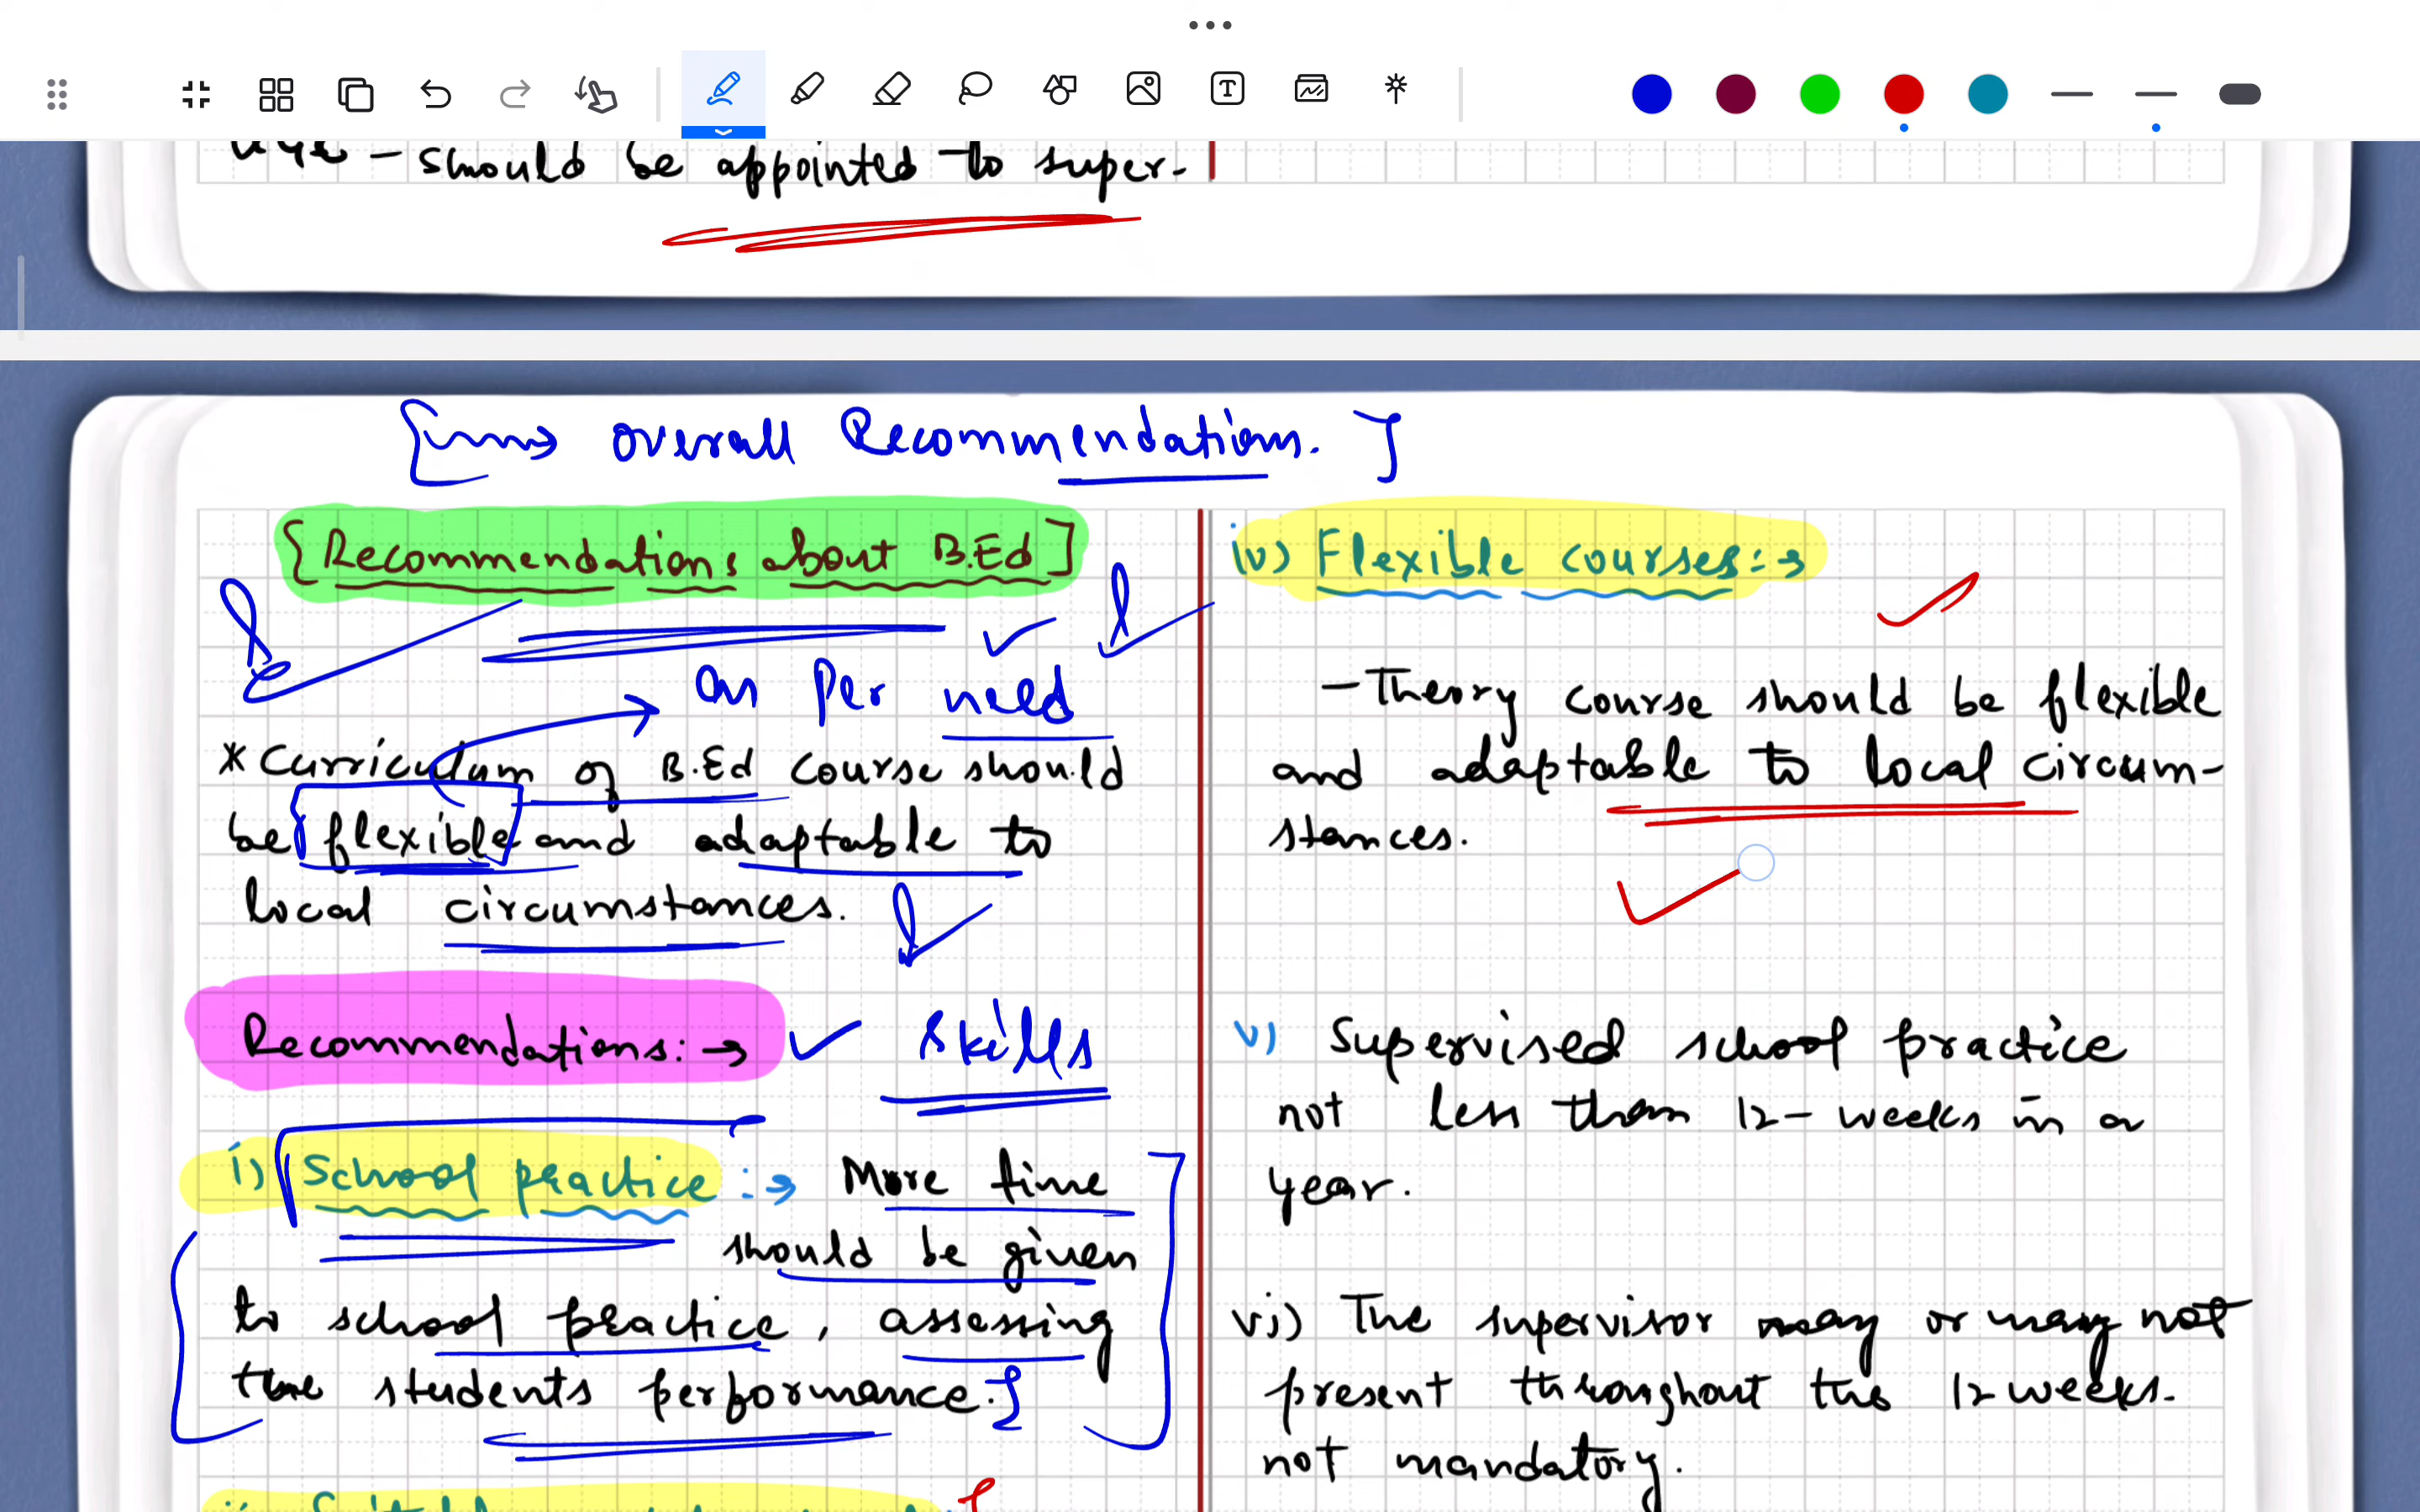 - should be appointed to super-
overall Recommendations.
Recommendations about B.Ed
as per need
* Curriculum of B.Ed course should
be flexible and adaptable to
local circumstances.
Recommendations: → skills
i) School practice :→ More time
should be given
to school practice, assessing
the students performance.
iv) Flexible courses:→
- Theory course should be flexible
and adaptable to local circum-
stances.
v) Supervised school practice
not less than 12- weeks in a
year.
vi) The supervisor may or may not
present throughout the 12 weeks.
not mandatory.